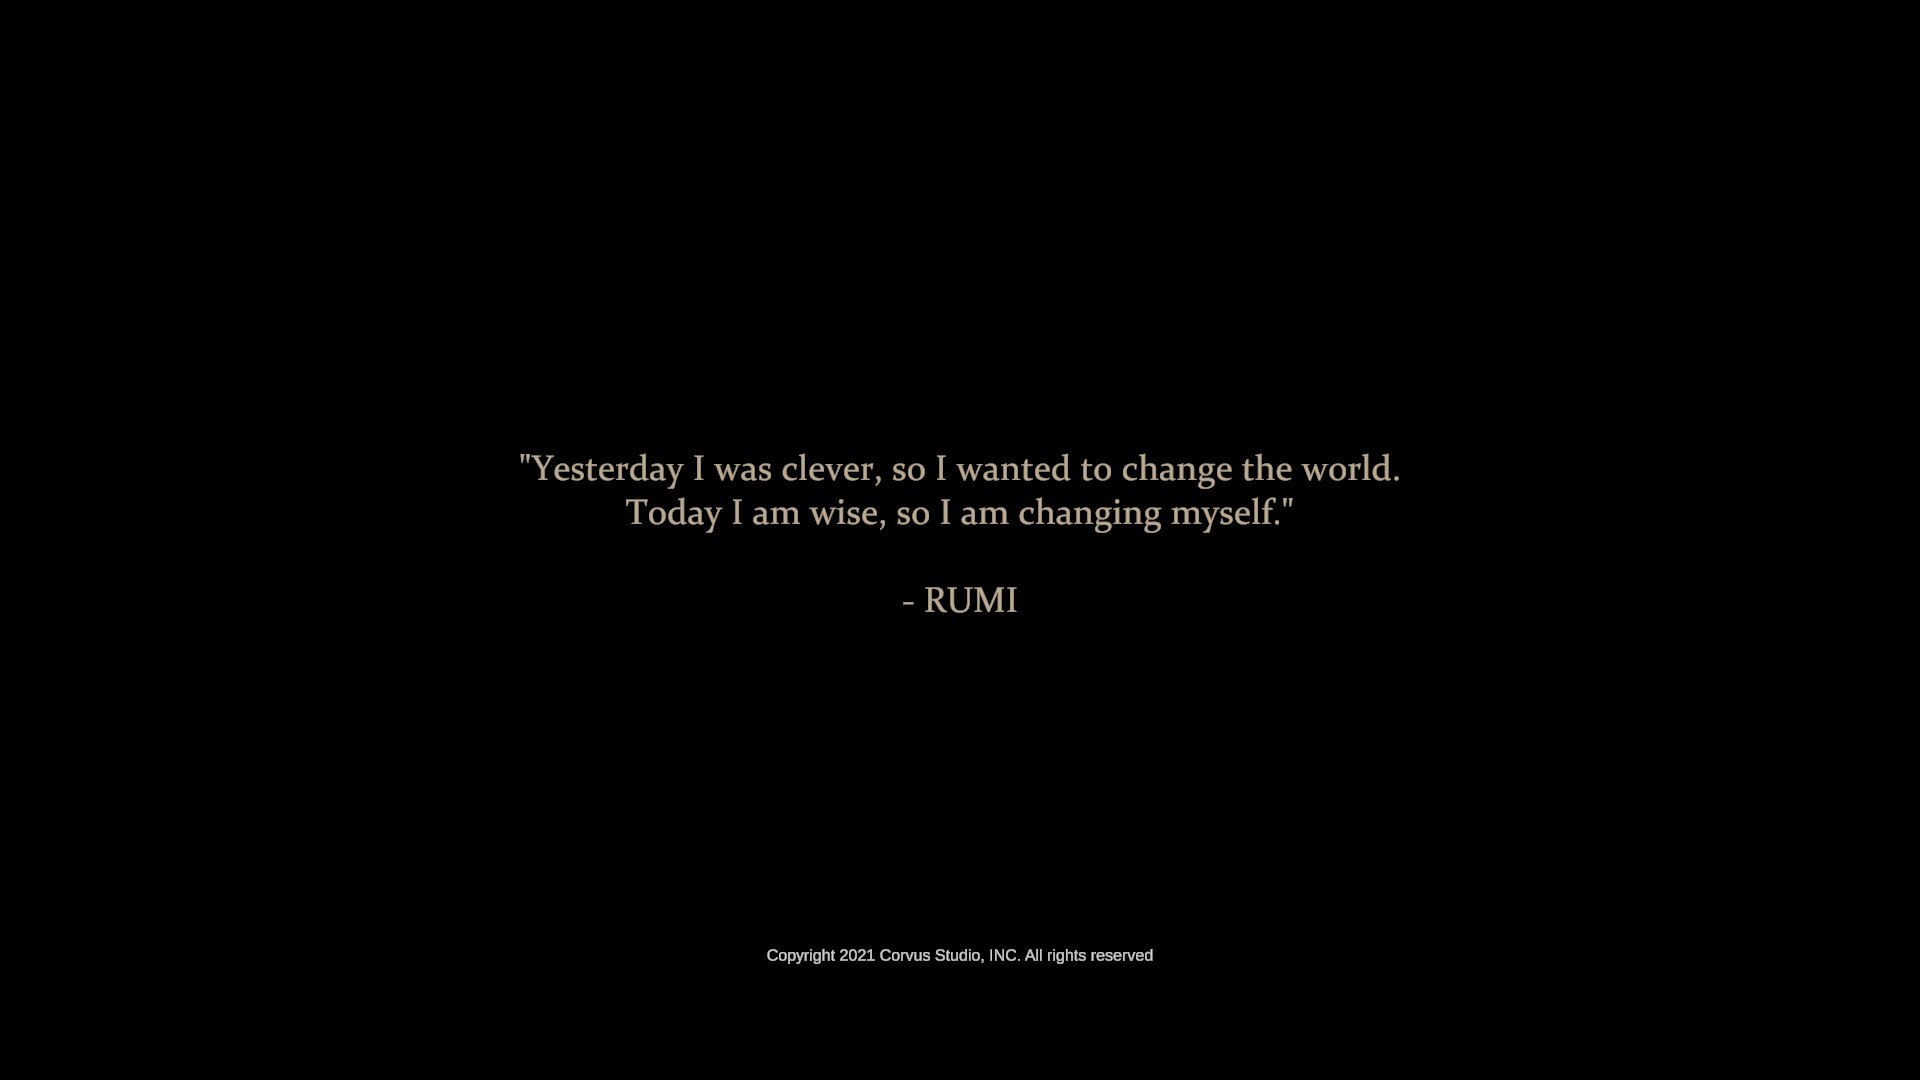 "Yesterday I was clever, so I wanted to change the world.
Today I am wise, so I am changing myself."
- RUMI
Copyright 2021 Corvus Studio, INC. All rights reserved